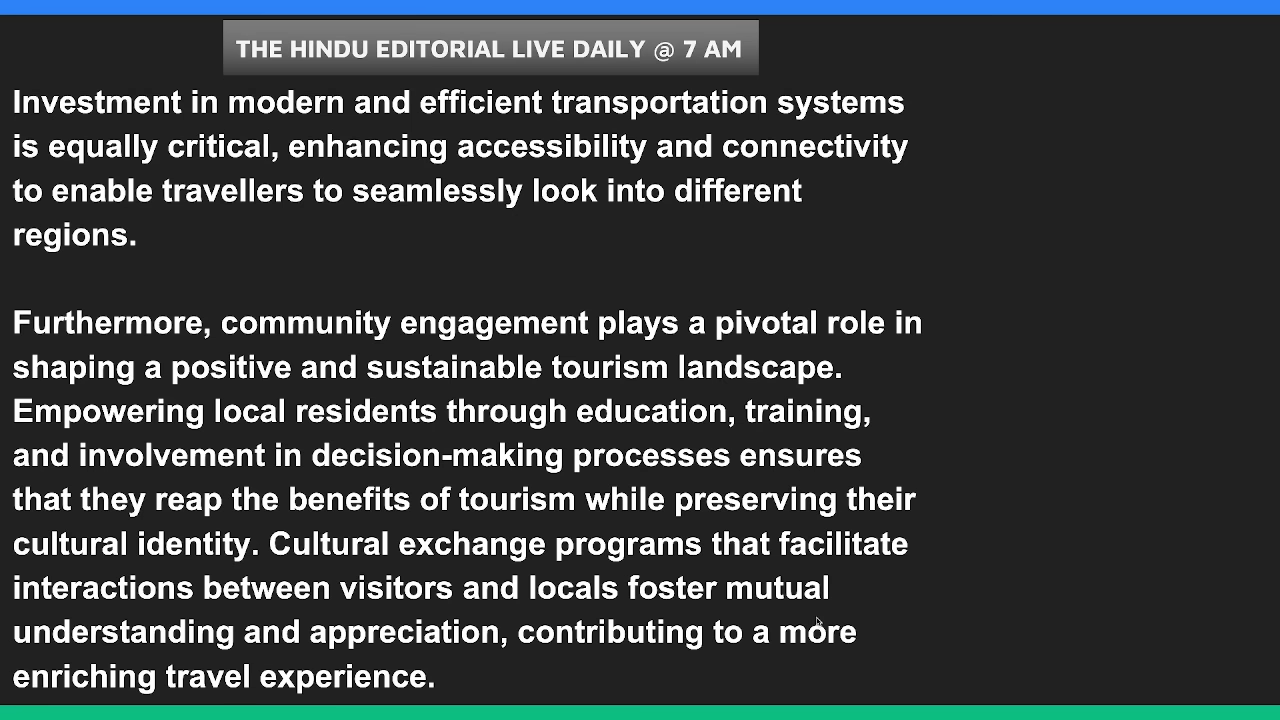 THE HINDU EDITORIAL LIVE DAILY @ 7 AM
Investment in modern and efficient transportation systems
is equally critical, enhancing accessibility and connectivity
to enable travellers to seamlessly look into different
regions.
Furthermore, community engagement plays a pivotal role in
shaping a positive and sustainable tourism landscape.
Empowering local residents through education, training,
and involvement in decision-making processes ensures
that they reap the benefits of tourism while preserving their
cultural identity. Cultural exchange programs that facilitate
interactions between visitors and locals foster mutual
understanding and appreciation, contributing to a more
enriching travel experience.